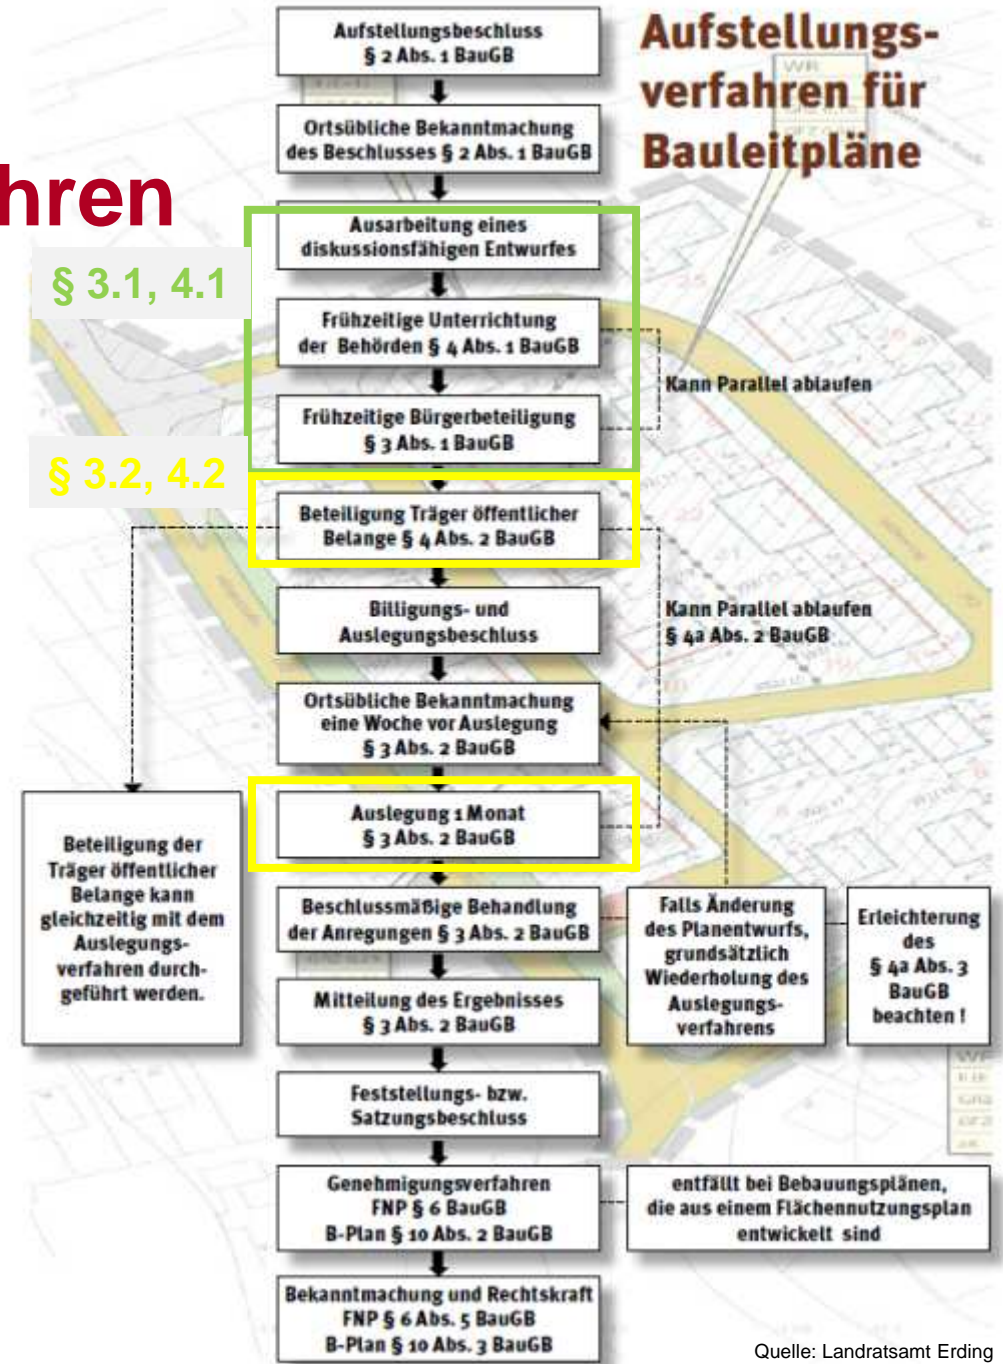 Aufstellungs-
verfahren für
Bauleitpläne
hren
§ 3.1, 4.1
§ 3.2, 4.2
Aufstellungsbeschluss
§ 2 Abs. 1 BauGB
Ortsübliche Bekanntmachung
des Beschlusses § 2 Abs. 1 BauGB
Ausarbeitung eines
diskussionsfähigen Entwurfes
Frühzeitige Unterrichtung
der Behörden § 4 Abs. 1 BauGB
Kann Parallel ablaufen
Frühzeitige Bürgerbeteiligung
§ 3 Abs. 1 BauGB
Beteiligung Träger öffentlicher
Belange § 4 Abs. 2 BauGB
Billigungs- und
Auslegungsbeschluss
Kann Parallel ablaufen
§ 4a Abs. 2 BauGB
Ortsübliche Bekanntmachung
eine Woche vor Auslegung
§ 3 Abs. 2 BauGB
Auslegung 1 Monat
§ 3 Abs. 2 BauGB
Beteiligung der
Träger öffentlicher
Belange kann
gleichzeitig mit dem
Auslegungs-
verfahren durch-
geführt werden.
Beschlussmäßige Behandlung
der Anregungen § 3 Abs. 2 BauGB
Falls Änderung
des Planentwurfs,
grundsätzlich
Wiederholung des
Auslegungs-
verfahrens
Erleichterung
des
§ 4a Abs. 3
BauGB
beachten !
Mitteilung des Ergebnisses
§ 3 Abs. 2 BauGB
Feststellungs- bzw.
Satzungsbeschluss
Genehmigungsverfahren
FNP § 6 BauGB
B-Plan § 10 Abs. 2 BauGB
entfällt bei Bebauungsplänen,
die aus einem Flächennutzungsplan
entwickelt sind
Bekanntmachung und Rechtskraft
FNP § 6 Abs. 5 BauGB
B-Plan § 10 Abs. 3 BauGB
Quelle: Landratsamt Erding